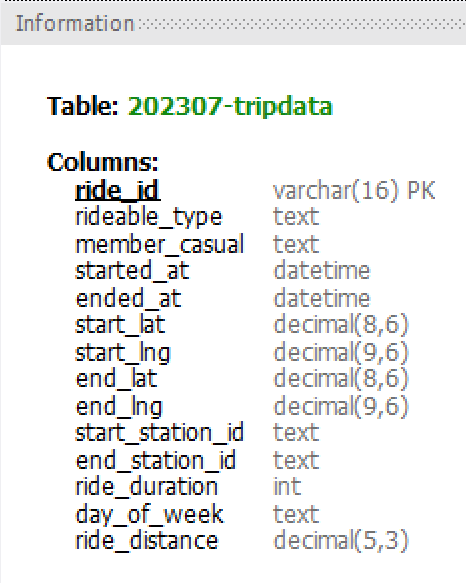 Information
Table: 202307-tripdata
Columns:
ride_id varchar(16) PK
rideable_type text
member_casual text
started_at datetime
ended_at datetime
start_lat decimal(8,6)
start_lng decimal(9,6)
end_lat decimal(8,6)
end_lng decimal(9,6)
start_station_id text
end_station_id text
ride_duration int
day_of_week text
ride_distance decimal(5,3)